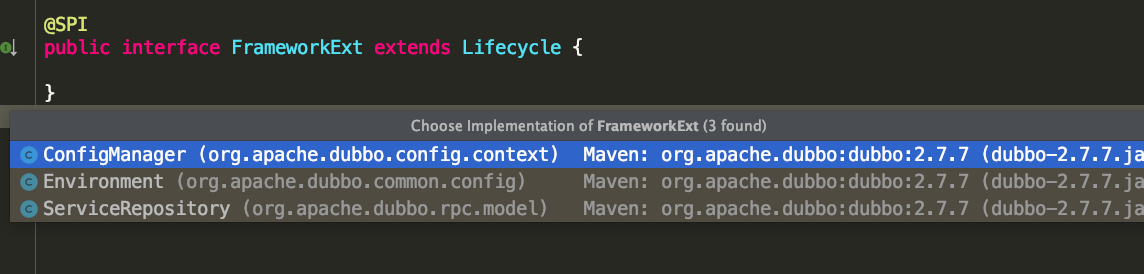 @SPI
public interface FrameworkExt extends Lifecycle {
}
Choose Implementation of FrameworkExt (3 found)
ConfigManager (org.apache.dubbo.config.context) Maven: org.apache.dubbo:dubbo:2.7.7 (dubbo-2.7.7.ja
Environment (org.apache.dubbo.common.config) Maven: org.apache.dubbo:dubbo:2.7.7 (dubbo-2.7.7.ja
ServiceRepository (org.apache.dubbo.rpc.model) Maven: org.apache.dubbo:dubbo:2.7.7 (dubbo-2.7.7.ja